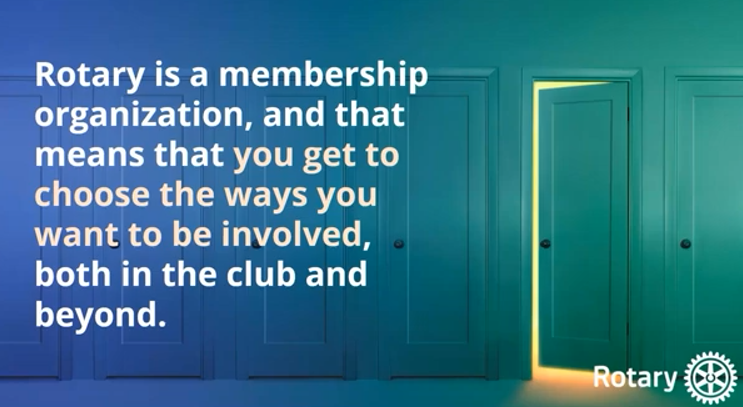 Rotary is a membership
organization, and that
means that you get to
choose the ways you
want to be involved,
both in the club and
beyond.
Rotary